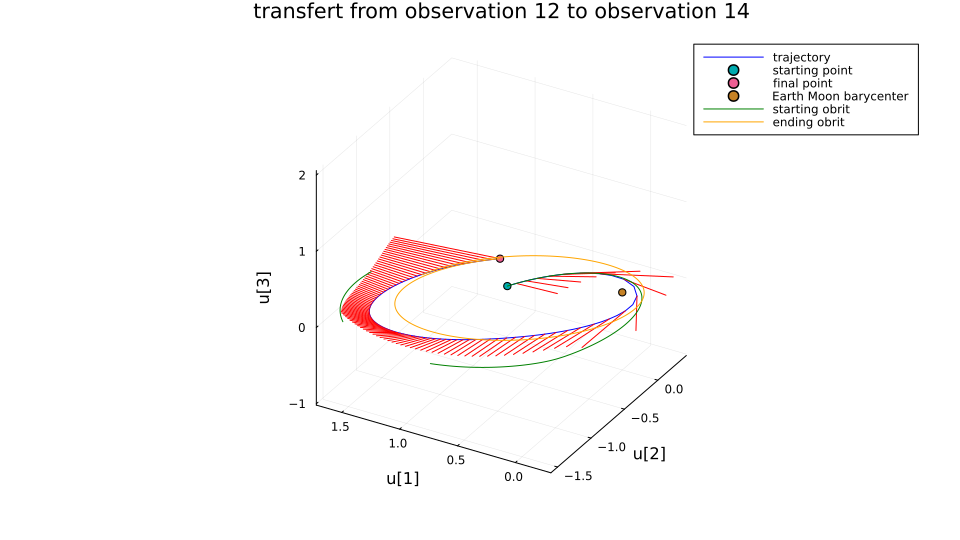 transfert from observation 12 to observation 14
trajectory
starting point
final point
Earth Moon barycenter
starting obrit
ending obrit
2
1
0
−1
u[3]
1.5
1.0
0.5
0.0
u[1]
0.0
−0.5
−1.0
−1.5
u[2]